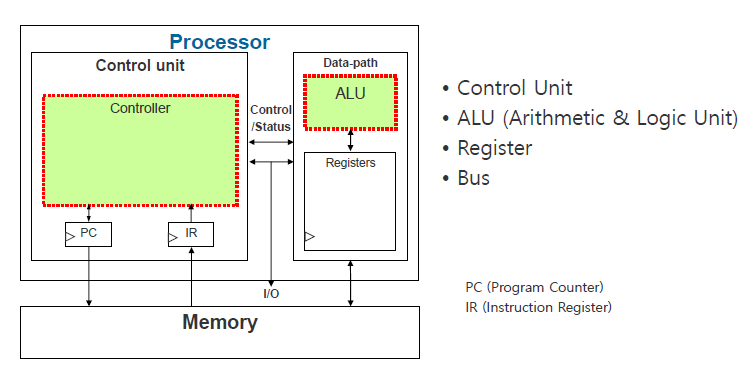 Processor
Control unit
Data-path
Controller
ALU
Control
/Status
Registers
PC
IR
I/O
Memory
• Control Unit
• ALU (Arithmetic & Logic Unit)
• Register
• Bus
PC (Program Counter)
IR (Instruction Register)